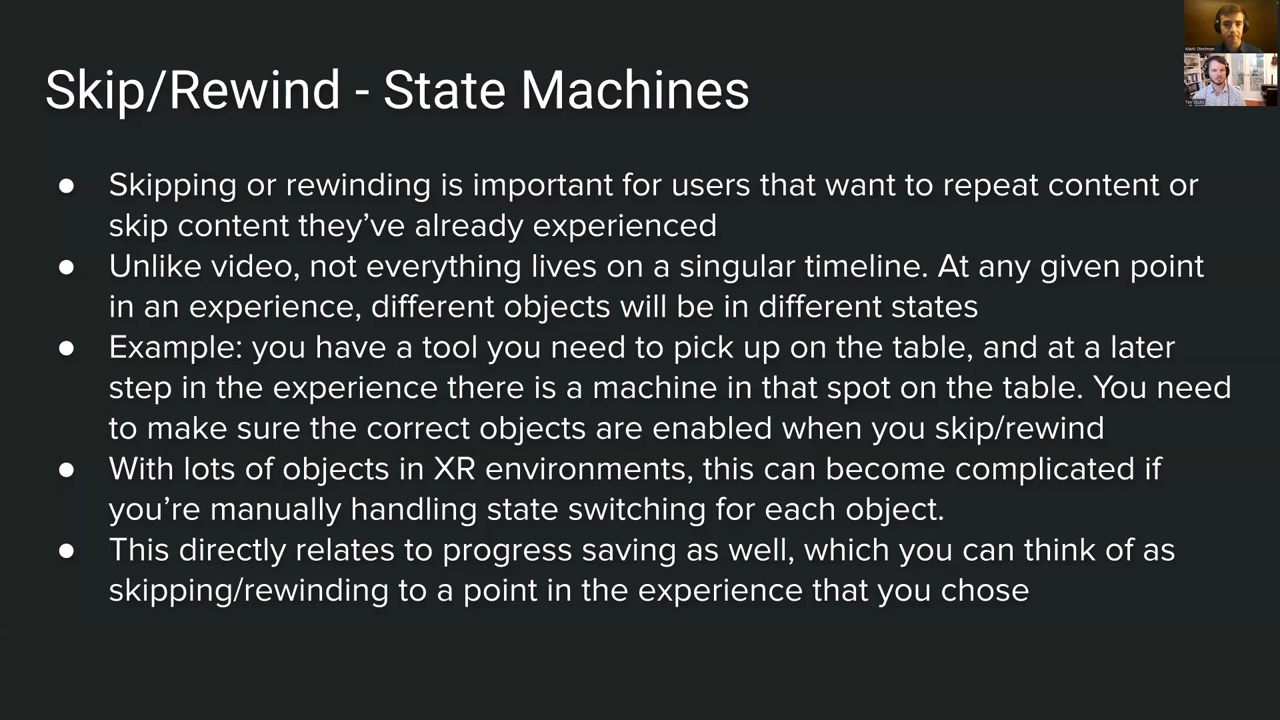 Skip/Rewind - State Machines
● Skipping or rewinding is important for users that want to repeat content or
skip content they’ve already experienced
● Unlike video, not everything lives on a singular timeline. At any given point
in an experience, different objects will be in different states
● Example: you have a tool you need to pick up on the table, and at a later
step in the experience there is a machine in that spot on the table. You need
to make sure the correct objects are enabled when you skip/rewind
● With lots of objects in XR environments, this can become complicated if
you’re manually handling state switching for each object.
● This directly relates to progress saving as well, which you can think of as
skipping/rewinding to a point in the experience that you chose